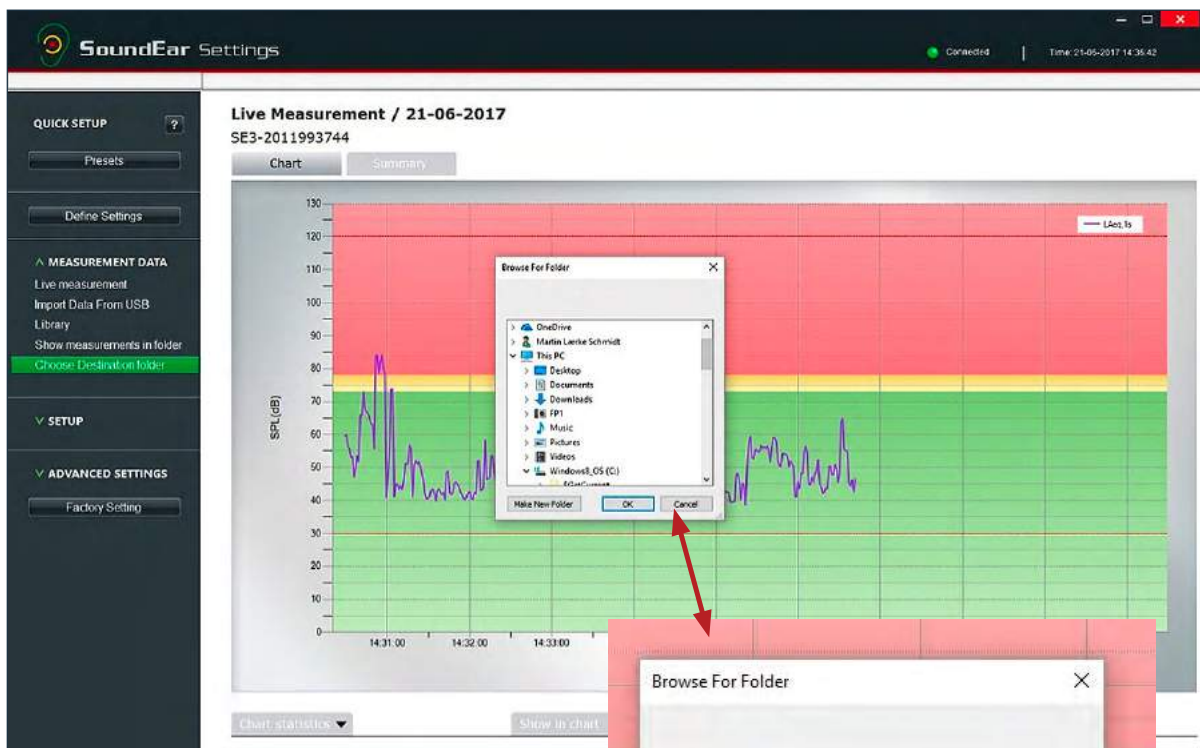 SoundEar Settings
Connected | Time: 21-06-2017 14:36:42
QUICK SETUP ?
Presets
Define Settings
MEASUREMENT DATA
Live measurement
Import Data From USB
Library
Show measurements in folder
Choose Destination folder
SETUP
ADVANCED SETTINGS
Factory Setting
Live Measurement / 21-06-2017
SE3-2011993744
Chart
Summary
130
120
110
100
90
80
70
60
50
40
30
20
10
0
SPL(dB)
14:31:00
14:32:00
14:33:00
LAeq,1s
Browse For Folder
OneDrive
Martin Lærke Schmidt
This PC
Desktop
Documents
Downloads
FP1
Music
Pictures
Videos
Windows8_OS (C:)
Make New Folder
OK
Cancel
Chart statistics
Show in chart
Browse For Folder